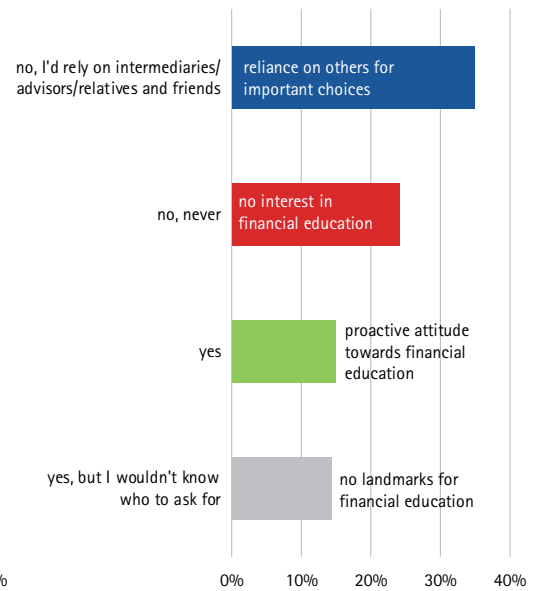 no, I'd rely on intermediaries/
advisors/relatives and friends
reliance on others for
important choices
no, never
no interest in
financial education
yes
proactive attitude
towards financial
education
yes, but I wouldn't know
who to ask for
no landmarks for
financial education
%
0%
10%
20%
30%
40%